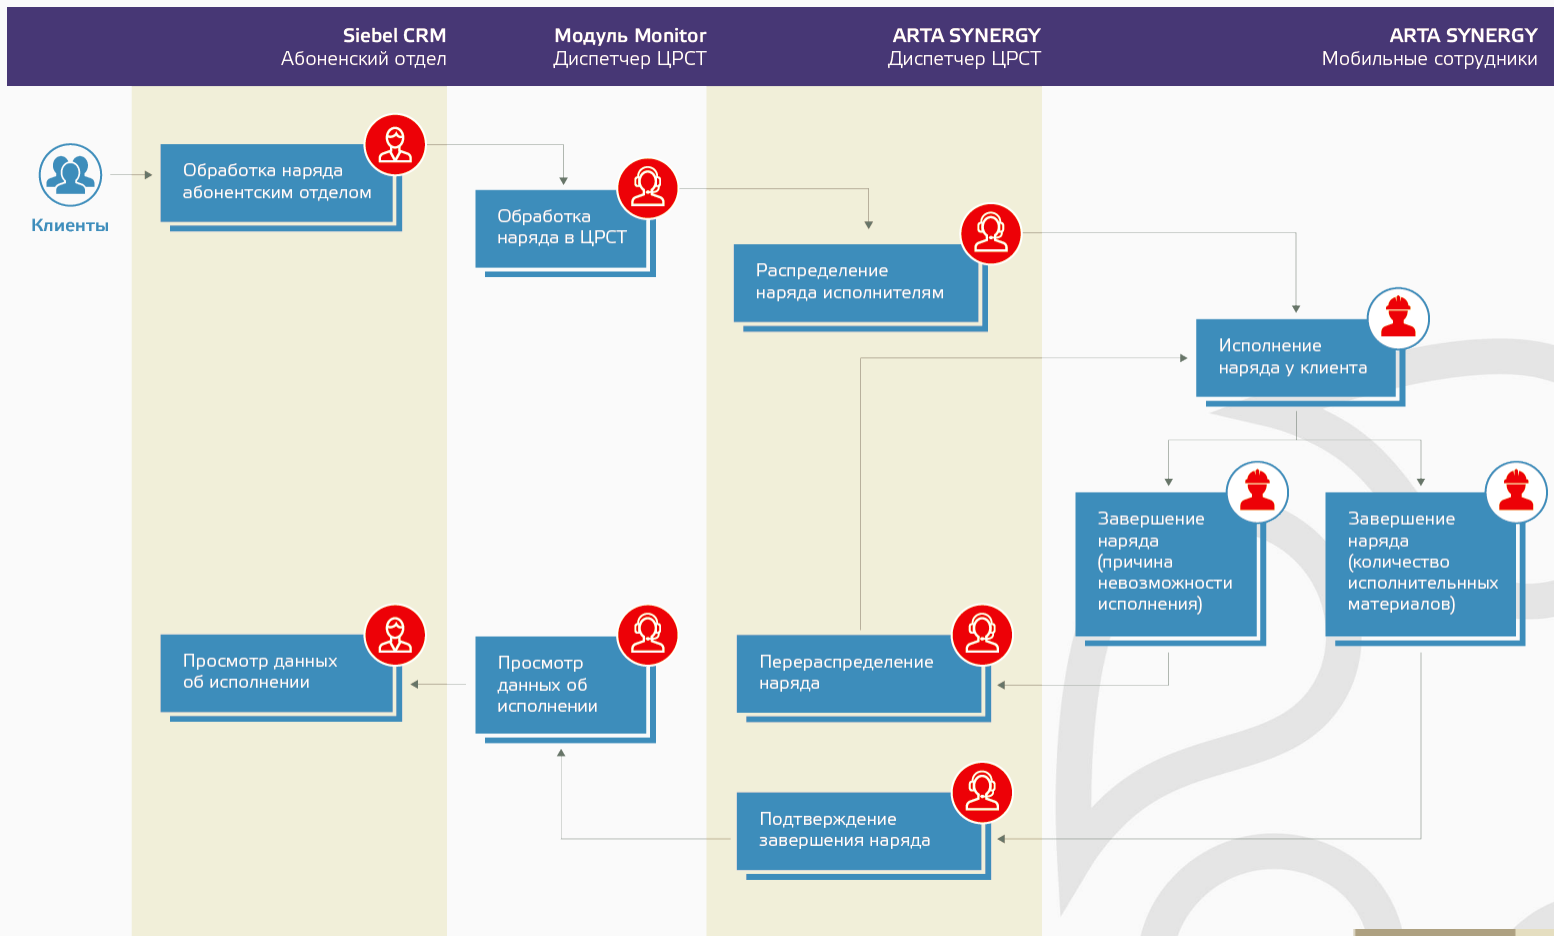 Siebel CRM
Абоненский отдел
Модуль Monitor
Диспетчер ЦРСТ
ARTA SYNERGY
Диспетчер ЦРСТ
ARTA SYNERGY
Мобильные сотрудники
Клиенты
Обработка наряда
абонентским отделом
Обработка
наряда в ЦРСТ
Распределение
наряда исполнителям
Исполнение
наряда у клиента
Завершение
наряда
(причина
невозможности
исполнения)
Завершение
наряда
(количество
исполнительнных
материалов)
Просмотр данных
об исполнении
Просмотр
данных об
исполнении
Перераспределение
наряда
Подтверждение
завершения наряда